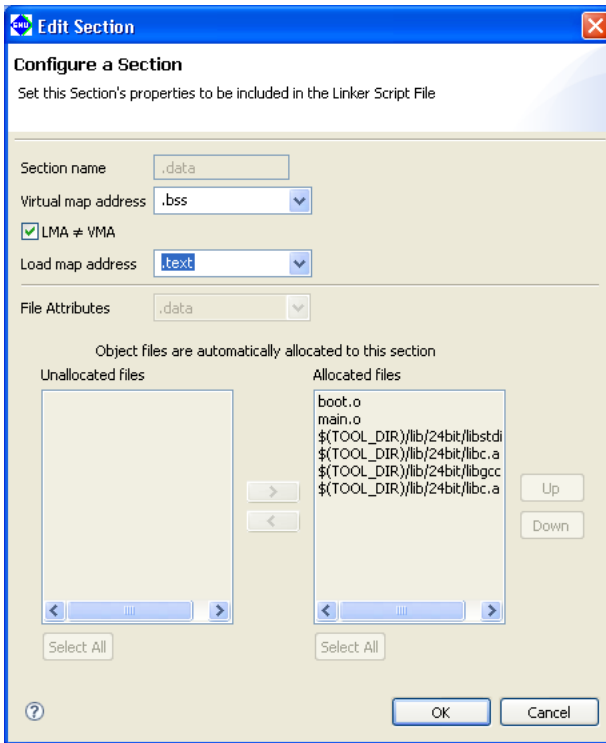 GNU Edit Section
Configure a Section
Set this Section's properties to be included in the Linker Script File
Section name .data
Virtual map address .bss
LMA ≠ VMA
Load map address .text
File Attributes .data
Object files are automatically allocated to this section
Unallocated files Allocated files
boot.o
main.o
$(TOOL_DIR)/lib/24bit/libstdi
$(TOOL_DIR)/lib/24bit/libc.a
$(TOOL_DIR)/lib/24bit/libgcc
$(TOOL_DIR)/lib/24bit/libc.a
> Up
< Down
Select All Select All
? OK Cancel